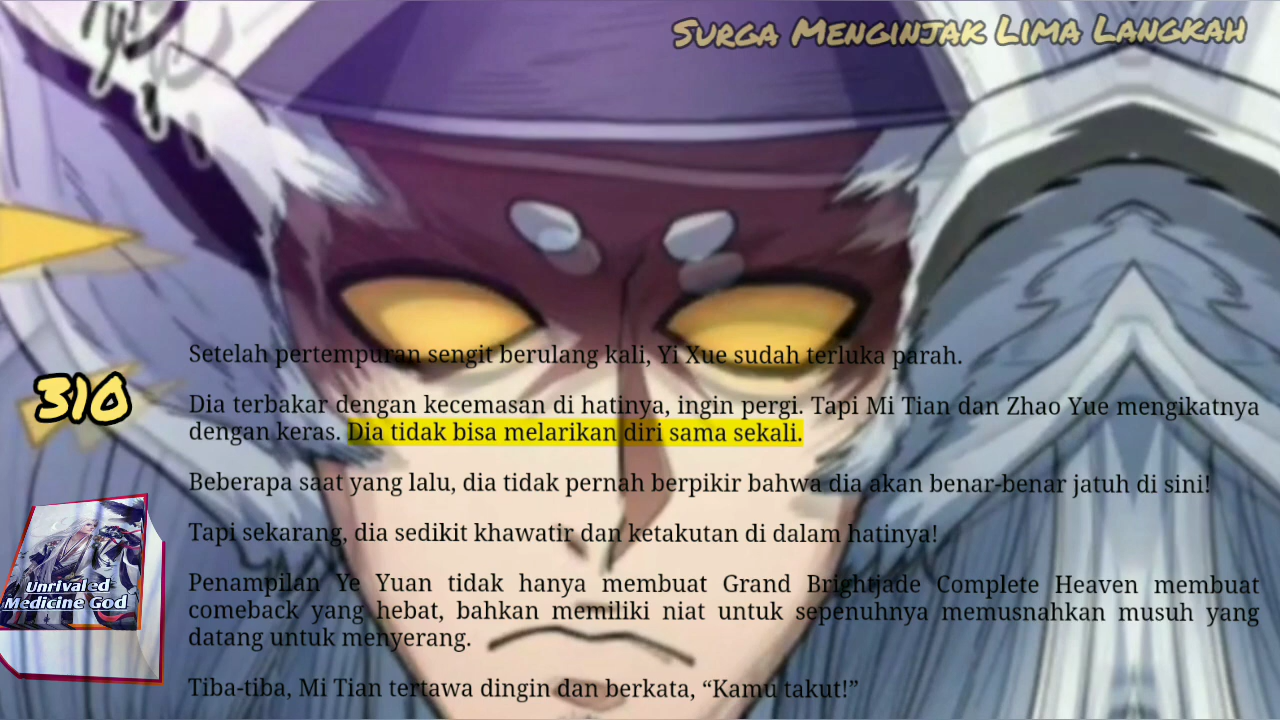 Surga Menginjak Lima Langkah
Setelah pertempuran sengit berulang kali, Yi Xue sudah terluka parah.
Dia terbakar dengan kecemasan di hatinya, ingin pergi. Tapi Mi Tian dan Zhao Yue mengikatnya
dengan keras. Dia tidak bisa melarikan diri sama sekali.
310
Beberapa saat yang lalu, dia tidak pernah berpikir bahwa dia akan benar-benar jatuh di sini!
Tapi sekarang, dia sedikit khawatir dan ketakutan di dalam hatinya!
Penampilan Ye Yuan tidak hanya membuat Grand Brightjade Complete Heaven membuat
comeback yang hebat, bahkan memiliki niat untuk sepenuhnya memusnahkan musuh yang
datang untuk menyerang.
Unrivaled
Medicine God
Tiba-tiba, Mi Tian tertawa dingin dan berkata, “Kamu takut!”